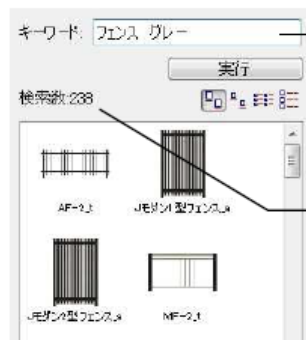 キーワード: フェンス グレー
実行
検索数:238
AF-2_t
Jモダン1型フェンス_a
Jモダン2型フェンス_a
MF-2_t